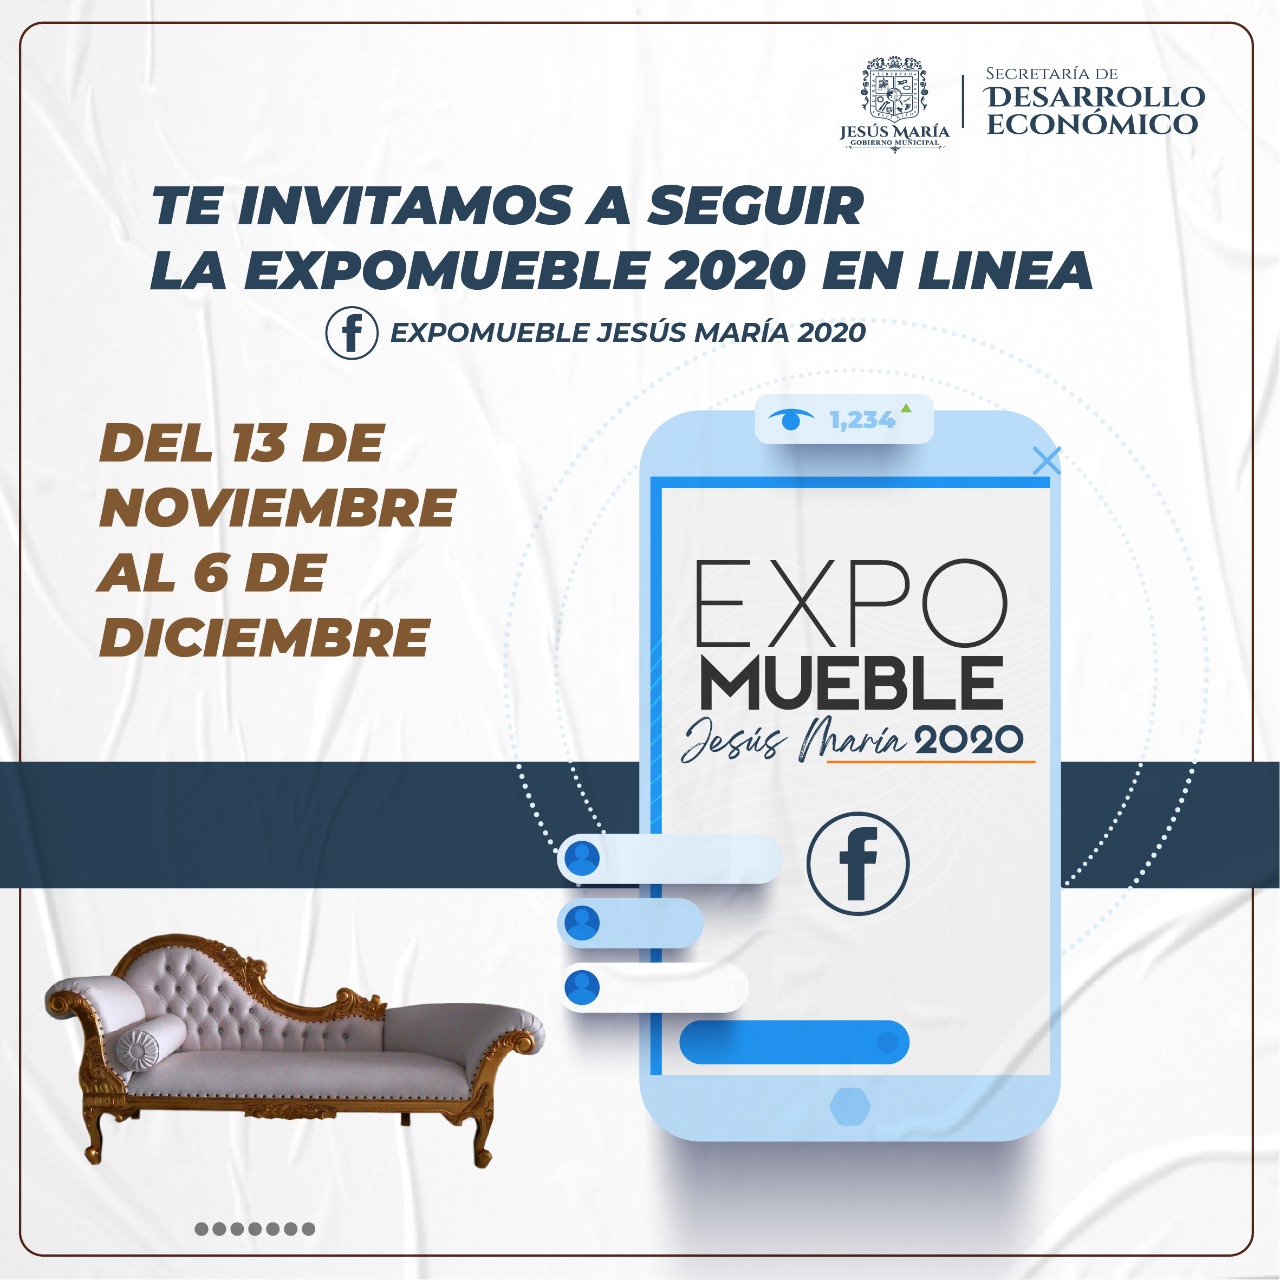 JESÚS MARÍA
GOBIERNO MUNICIPAL
SECRETARÍA DE
DESARROLLO
ECONÓMICO
TE INVITAMOS A SEGUIR
LA EXPOMUEBLE 2020 EN LINEA
f EXPOMUEBLE JESÚS MARÍA 2020
DEL 13 DE
NOVIEMBRE
AL 6 DE
DICIEMBRE
1,234
EXPO
MUEBLE
Jesús María 2020
f